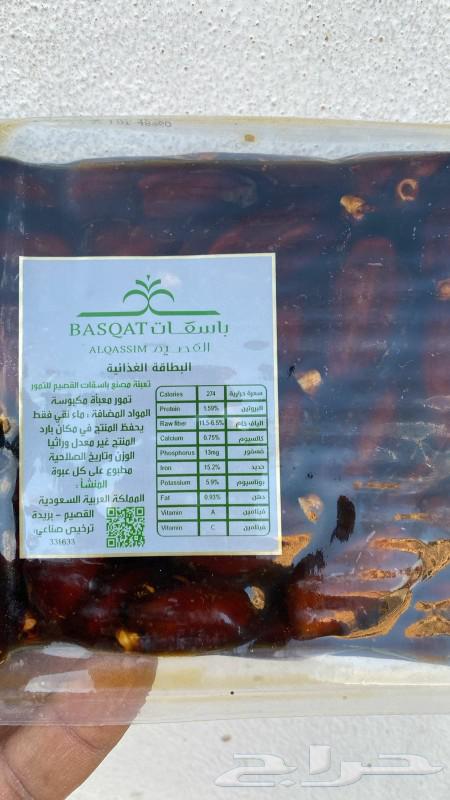 باسقات BASQAT
ALQASSIM القصيم
البطاقة الغذائية
تعبئة مصنع باسقات القصيم للتمور
تمور معبأة مكبوسة
المواد المضافة : ماء نقي فقط
يحفظ المنتج في مكان بارد
المنتج غير معدل وراثيا
الوزن وتاريخ الصلاحية
مطبوع على كل عبوة
المنشأ :
المملكة العربية السعودية
القصيم - بريدة
ترخيص صناعي:
331633
Calories 274 سعرة حرارية
Protein 1.59% البروتين
Raw fiber 11.5-6.5% الياف خام
Calcium 0.75% كالسيوم
Phosphorus 13mg فسفور
Iron 15.2% حديد
Potassium 5.9% بوتاسيوم
Fat 0.93% دهن
Vitamin A فيتامين
Vitamin C فيتامين
حراج